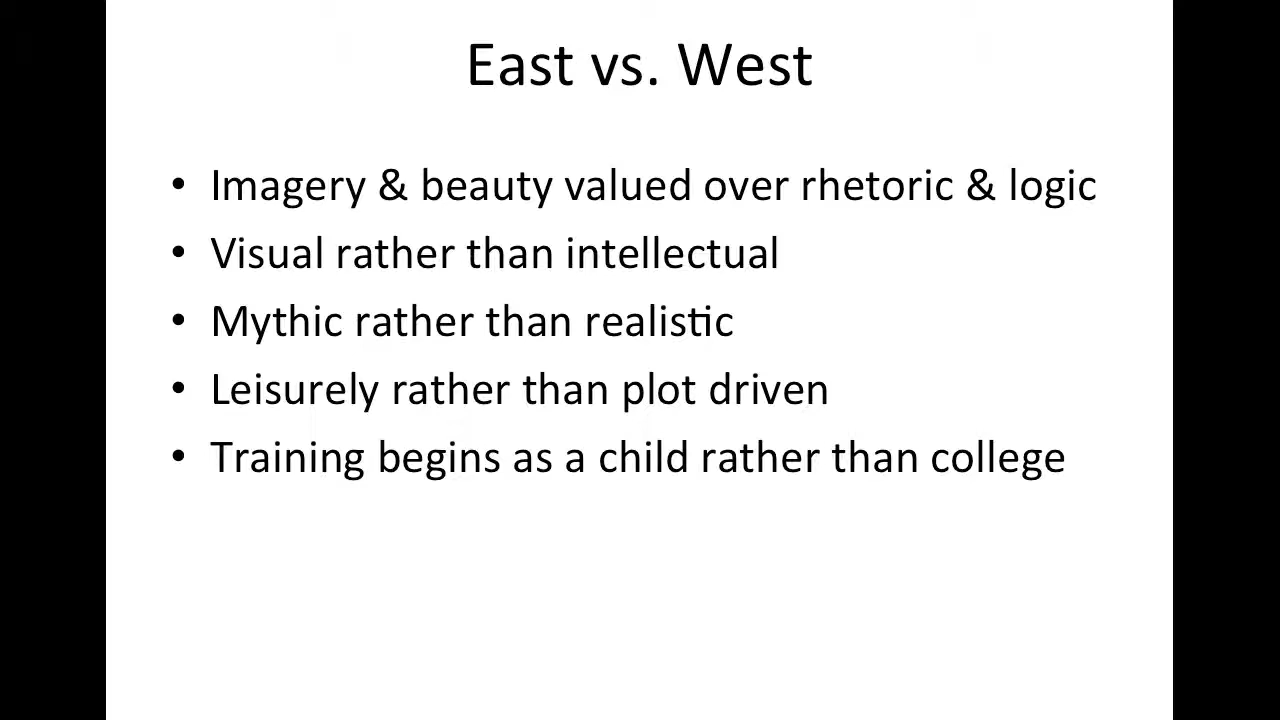 East vs. West
• Imagery & beauty valued over rhetoric & logic
• Visual rather than intellectual
• Mythic rather than realistic
• Leisurely rather than plot driven
• Training begins as a child rather than college